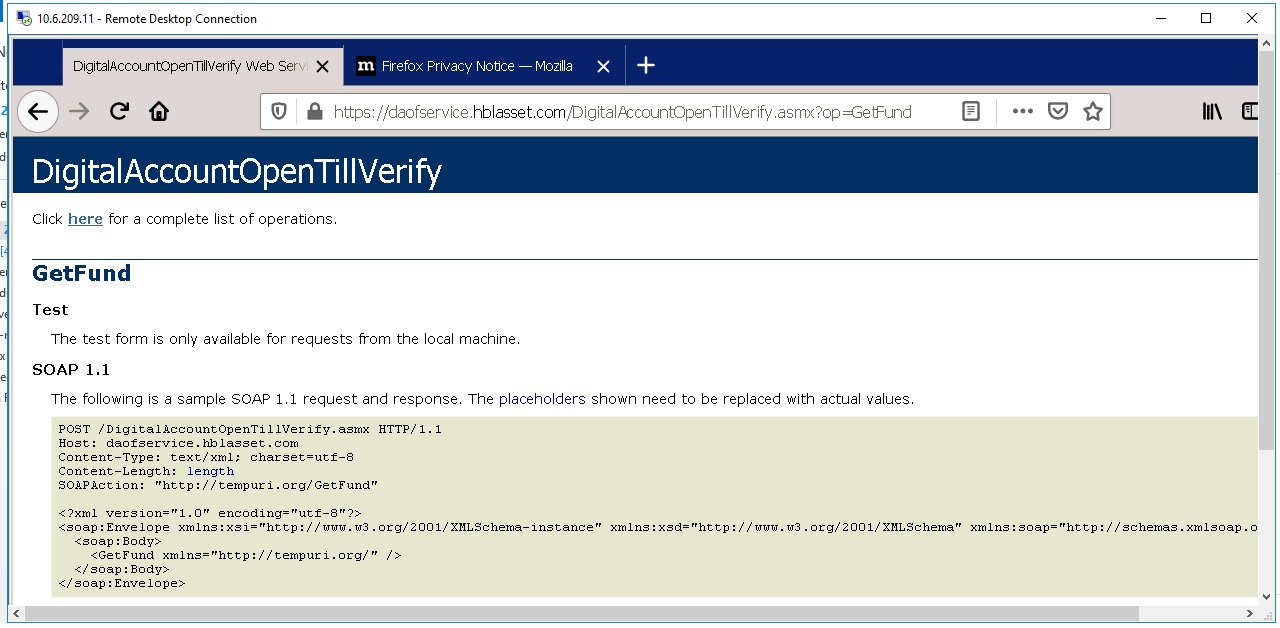 10.6.209.11 - Remote Desktop Connection
DigitalAccountOpenTillVerify Web Servi
Firefox Privacy Notice — Mozilla
https://daofservice.hblasset.com/DigitalAccountOpenTillVerify.asmx?op=GetFund
DigitalAccountOpenTillVerify
Click here for a complete list of operations.
GetFund
Test
The test form is only available for requests from the local machine.
SOAP 1.1
The following is a sample SOAP 1.1 request and response. The placeholders shown need to be replaced with actual values.
POST /DigitalAccountOpenTillVerify.asmx HTTP/1.1
Host: daofservice.hblasset.com
Content-Type: text/xml; charset=utf-8
Content-Length: length
SOAPAction: "http://tempuri.org/GetFund"
<?xml version="1.0" encoding="utf-8"?>
<soap:Envelope xmlns:xsi="http://www.w3.org/2001/XMLSchema-instance" xmlns:xsd="http://www.w3.org/2001/XMLSchema" xmlns:soap="http://schemas.xmlsoap.o
<soap:Body>
<GetFund xmlns="http://tempuri.org/" />
</soap:Body>
</soap:Envelope>